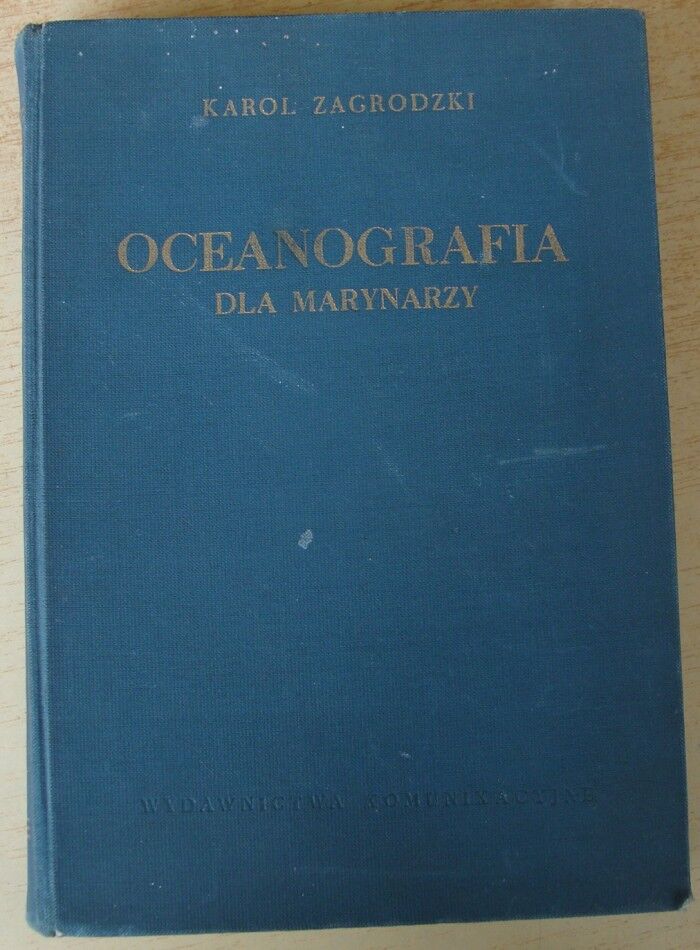 KAROL ZAGRODZKI
OCEANOGRAFIA
DLA MARYNARZY
WYDAWNICTWA KOMUNIKACYJNE